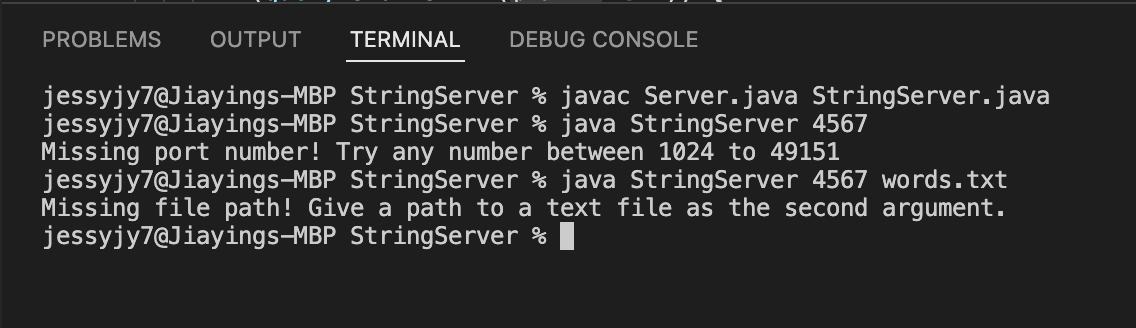 PROBLEMS OUTPUT TERMINAL DEBUG CONSOLE
jessyjy7@Jiayings-MBP StringServer % javac Server.java StringServer.java
jessyjy7@Jiayings-MBP StringServer % java StringServer 4567
Missing port number! Try any number between 1024 to 49151
jessyjy7@Jiayings-MBP StringServer % java StringServer 4567 words.txt
Missing file path! Give a path to a text file as the second argument.
jessyjy7@Jiayings-MBP StringServer %